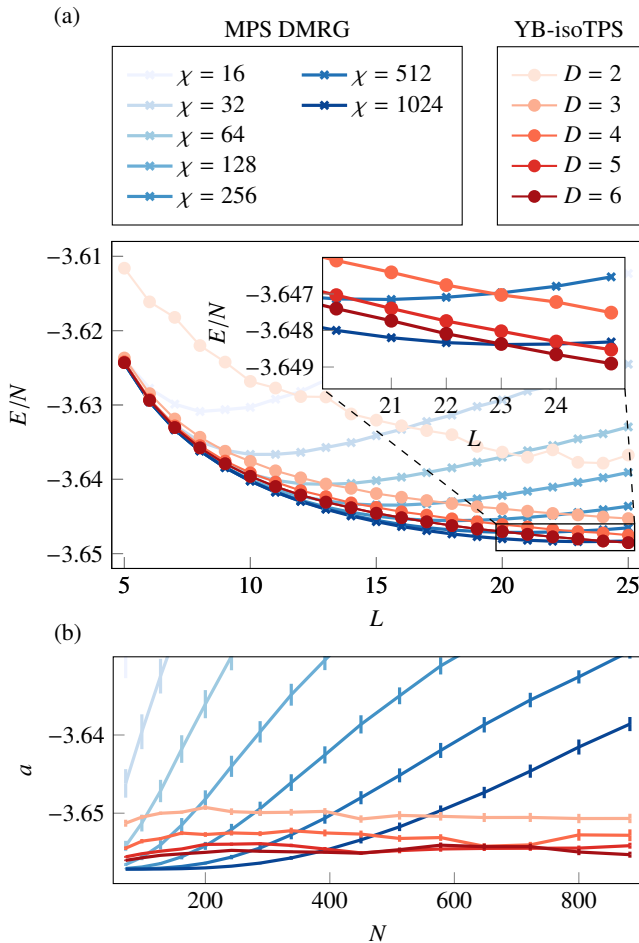 (a)
MPS DMRG
YB-isoTPS
χ = 16
χ = 32
χ = 64
χ = 128
χ = 256
χ = 512
χ = 1024
D = 2
D = 3
D = 4
D = 5
D = 6
−3.61
−3.62
−3.63
−3.64
−3.65
E/N
5
10
15
20
25
L
−3.647
−3.648
−3.649
E/N
21
22
23
24
L
(b)
−3.64
−3.65
a
200
400
600
800
N